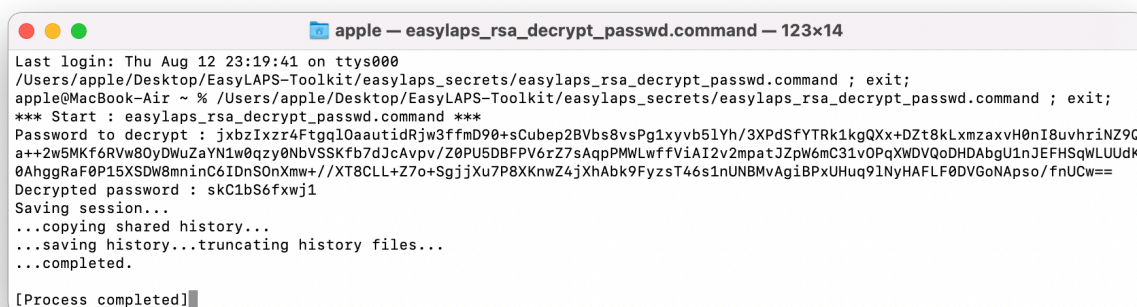 apple — easylaps_rsa_decrypt_passwd.command — 123×14
Last login: Thu Aug 12 23:19:41 on ttys000
/Users/apple/Desktop/EasyLAPS-Toolkit/easylaps_secrets/easylaps_rsa_decrypt_passwd.command ; exit;
apple@MacBook-Air ~ % /Users/apple/Desktop/EasyLAPS-Toolkit/easylaps_secrets/easylaps_rsa_decrypt_passwd.command ; exit;
*** Start : easylaps_rsa_decrypt_passwd.command ***
Password to decrypt : jxbzIxzr4FtgqlOaautidRjw3ffmD90+sCubep2BVbs8vsPg1xyvb5lYh/3XPdSfYTRk1kgQXx+DZt8kLxmzaxvH0nI8uvhriNZ9Q
a++2w5MKf6RVw8OyDWuZaYN1w0qzy0NbVSSKfb7dJcAvpv/Z0PU5DBFPV6rZ7sAqpPMWLwffViAI2v2mpatJZpW6mC31vOPqXWDVQoDHDAbgU1nJEFHSqWLUUdK
0AhggRaF0P15XSDW8mninC6IDnSOnXmw+//XT8CLL+Z7o+SgjjXu7P8XKnwZ4jXhAbk9FyzsT46s1nUNBMvAgiBPxUHuq9lNyHAFLF0DVGoNApso/fnUCw==
Decrypted password : skC1bS6fxwj1
Saving session...
...copying shared history...
...saving history...truncating history files...
...completed.
[Process completed]